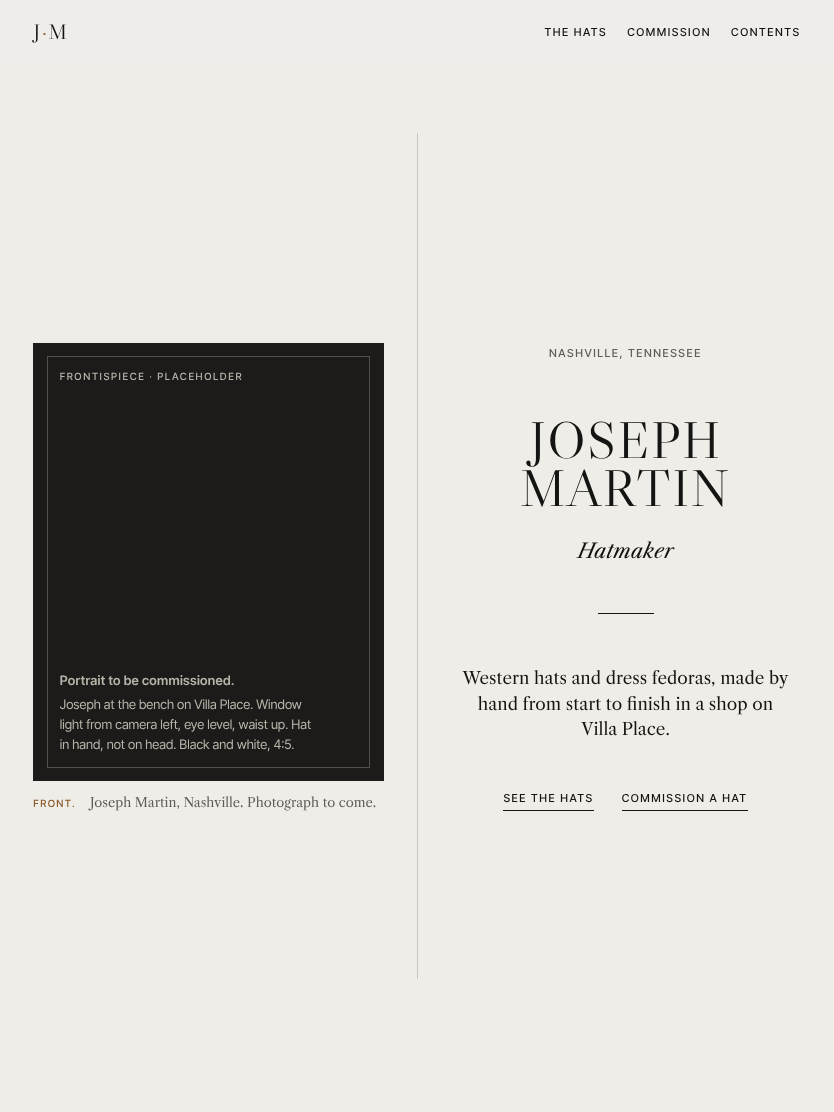 J·M
THE HATS COMMISSION CONTENTS
FRONTISPIECE · PLACEHOLDER
Portrait to be commissioned.
Joseph at the bench on Villa Place. Window
light from camera left, eye level, waist up. Hat
in hand, not on head. Black and white, 4:5.
FRONT. Joseph Martin, Nashville. Photograph to come.
NASHVILLE, TENNESSEE
JOSEPH
MARTIN
Hatmaker
Western hats and dress fedoras, made by
hand from start to finish in a shop on
Villa Place.
SEE THE HATS COMMISSION A HAT